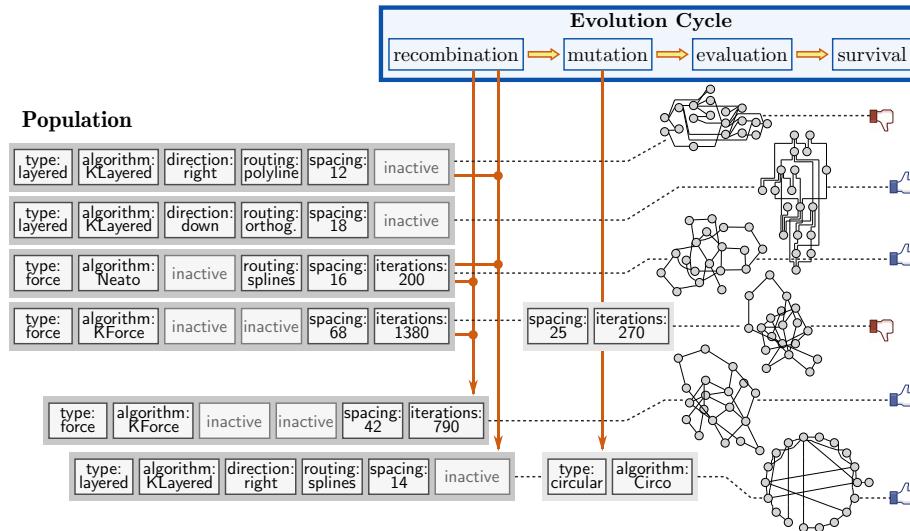 Evolution Cycle
recombination mutation evaluation survival
Population
type: algorithm: direction: routing: spacing: inactive
layered KLayered right polyline 12
type: algorithm: direction: routing: spacing: inactive
layered KLayered down orthog. 18
type: algorithm: inactive routing: spacing: iterations:
force Neato splines 16 200
type: algorithm: inactive inactive spacing: iterations: spacing: iterations:
force KForce 68 1380 25 270
type: algorithm: inactive inactive spacing: iterations:
force KForce 42 790
type: algorithm: direction: routing: spacing: inactive type: algorithm:
layered KLayered right splines 14 circular Circo